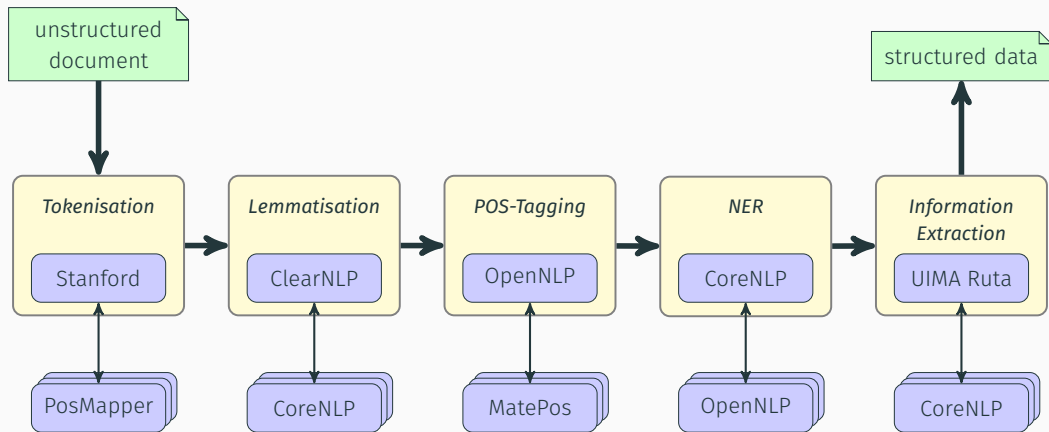 unstructured
document
structured data
Tokenisation
Lemmatisation
POS-Tagging
NER
Information
Extraction
Stanford
ClearNLP
OpenNLP
CoreNLP
UIMA Ruta
PosMapper
CoreNLP
MatePos
OpenNLP
CoreNLP